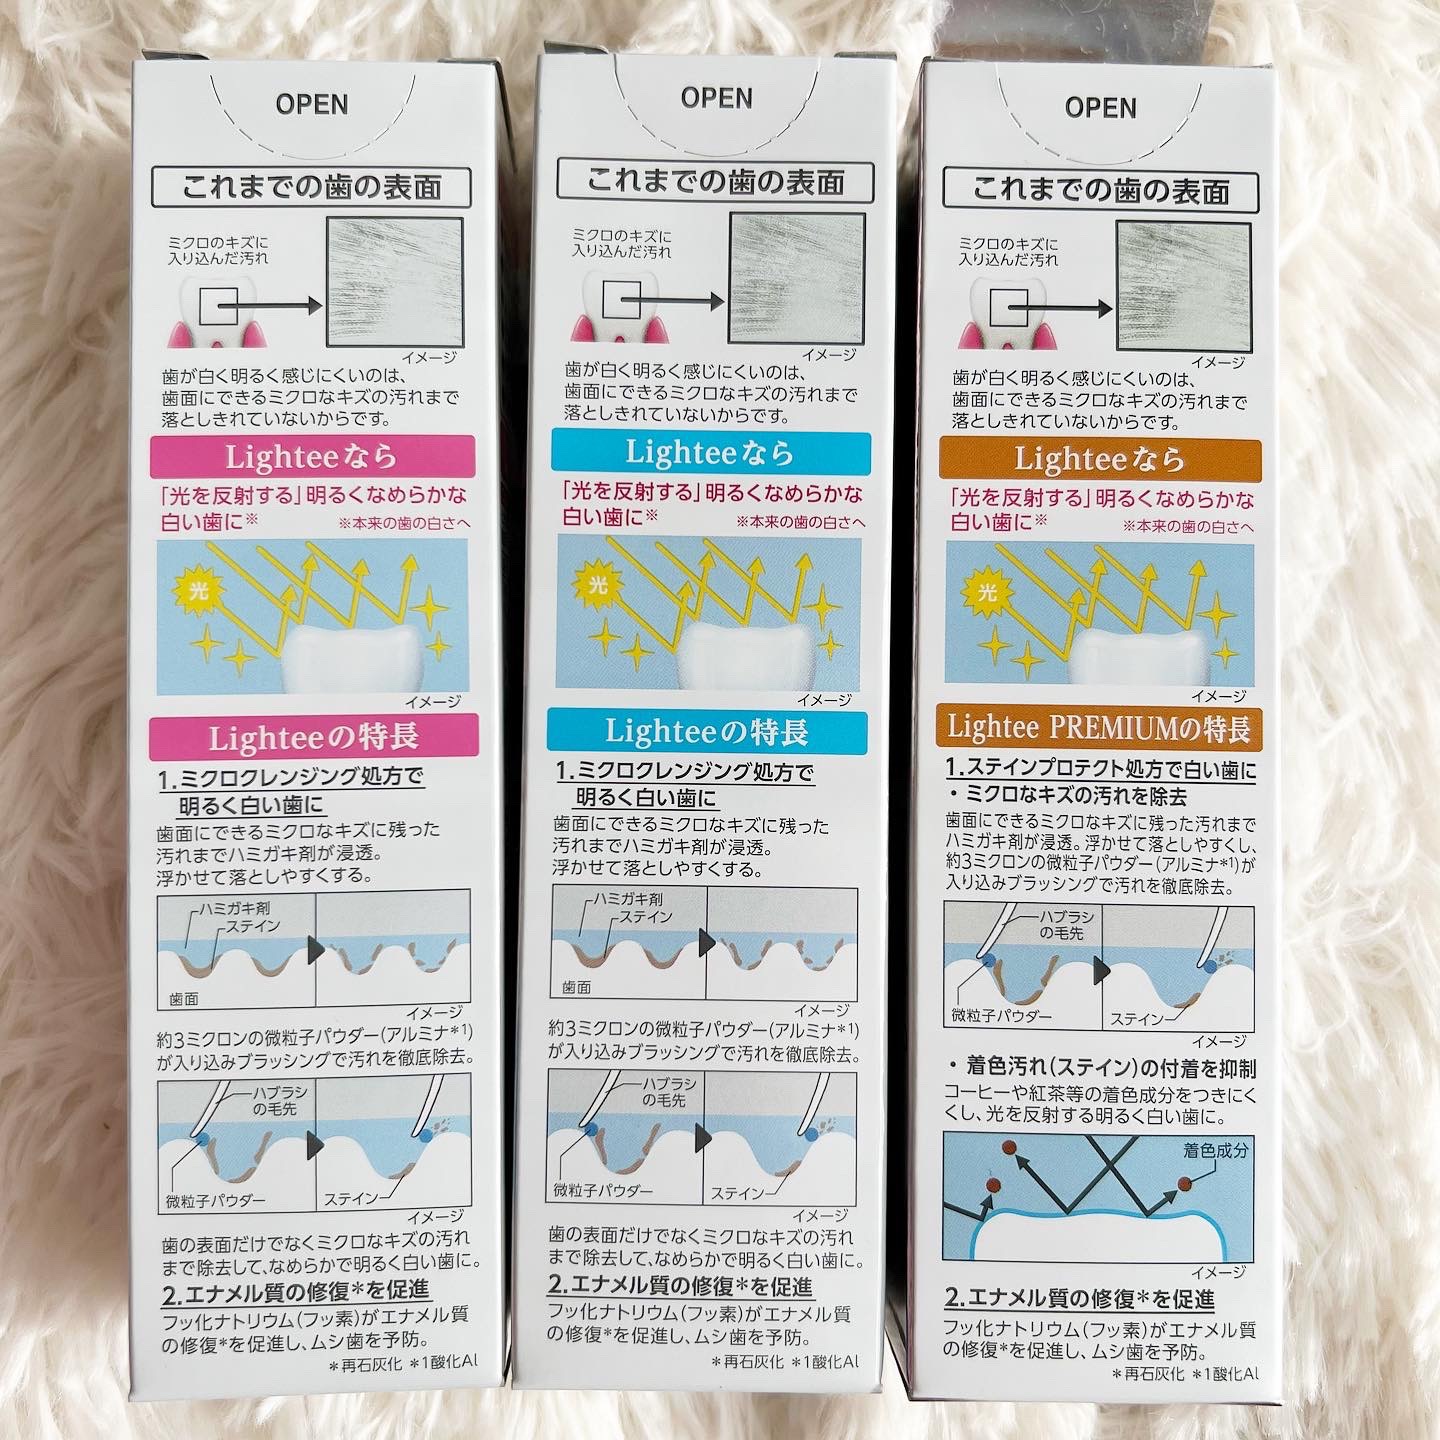 OPEN
これまでの歯の表面
ミクロのキズに
入り込んだ汚れ
イメージ
歯が白く明るく感じにくいのは、
歯面にできるミクロなキズの汚れまで
落としきれていないからです。
Lighteeなら
「光を反射する」明るくなめらかな
白い歯に※
※本来の歯の白さへ
光
イメージ
Lighteeの特長
1.ミクロクレンジング処方で
明るく白い歯に
歯面にできるミクロなキズに残った
汚れまでハミガキ剤が浸透。
浮かせて落としやすくする。
ハミガキ剤
ステイン
歯面
イメージ
約3ミクロンの微粒子パウダー(アルミナ*1)
が入り込みブラッシングで汚れを徹底除去。
ハブラシ
の毛先
微粒子パウダー
ステイン
イメージ
歯の表面だけでなくミクロなキズの汚れ
まで除去して、なめらかで明るく白い歯に。
2.エナメル質の修復*を促進
フッ化ナトリウム(フッ素)がエナメル質
の修復*を促進し、ムシ歯を予防。
*再石灰化 *1酸化Al
OPEN
これまでの歯の表面
ミクロのキズに
入り込んだ汚れ
イメージ
歯が白く明るく感じにくいのは、
歯面にできるミクロなキズの汚れまで
落としきれていないからです。
Lighteeなら
「光を反射する」明るくなめらかな
白い歯に※
※本来の歯の白さへ
光
イメージ
Lighteeの特長
1.ミクロクレンジング処方で
明るく白い歯に
歯面にできるミクロなキズに残った
汚れまでハミガキ剤が浸透。
浮かせて落としやすくする。
ハミガキ剤
ステイン
歯面
イメージ
約3ミクロンの微粒子パウダー(アルミナ*1)
が入り込みブラッシングで汚れを徹底除去。
ハブラシ
の毛先
微粒子パウダー
ステイン
イメージ
歯の表面だけでなくミクロなキズの汚れ
まで除去して、なめらかで明るく白い歯に。
2.エナメル質の修復*を促進
フッ化ナトリウム(フッ素)がエナメル質
の修復*を促進し、ムシ歯を予防。
*再石灰化 *1酸化Al
OPEN
これまでの歯の表面
ミクロのキズに
入り込んだ汚れ
イメージ
歯が白く明るく感じにくいのは、
歯面にできるミクロなキズの汚れまで
落としきれていないからです。
Lighteeなら
「光を反射する」明るくなめらかな
白い歯に※
※本来の歯の白さへ
光
イメージ
Lightee PREMIUMの特長
1.ステインプロテクト処方で白い歯に
・ミクロなキズの汚れを除去
歯面にできるミクロなキズに残った汚れまで
ハミガキ剤が浸透。浮かせて落としやすくし、
約3ミクロンの微粒子パウダー(アルミナ*1)が
入り込みブラッシングで汚れを徹底除去。
ハブラシ
の毛先
微粒子パウダー
ステイン
イメージ
・着色汚れ(ステイン)の付着を抑制
コーヒーや紅茶等の着色成分をつきにく
くし、光を反射する明るく白い歯に。
着色成分
イメージ
2.エナメル質の修復*を促進
フッ化ナトリウム(フッ素)がエナメル質
の修復*を促進し、ムシ歯を予防。
*再石灰化 *1酸化Al